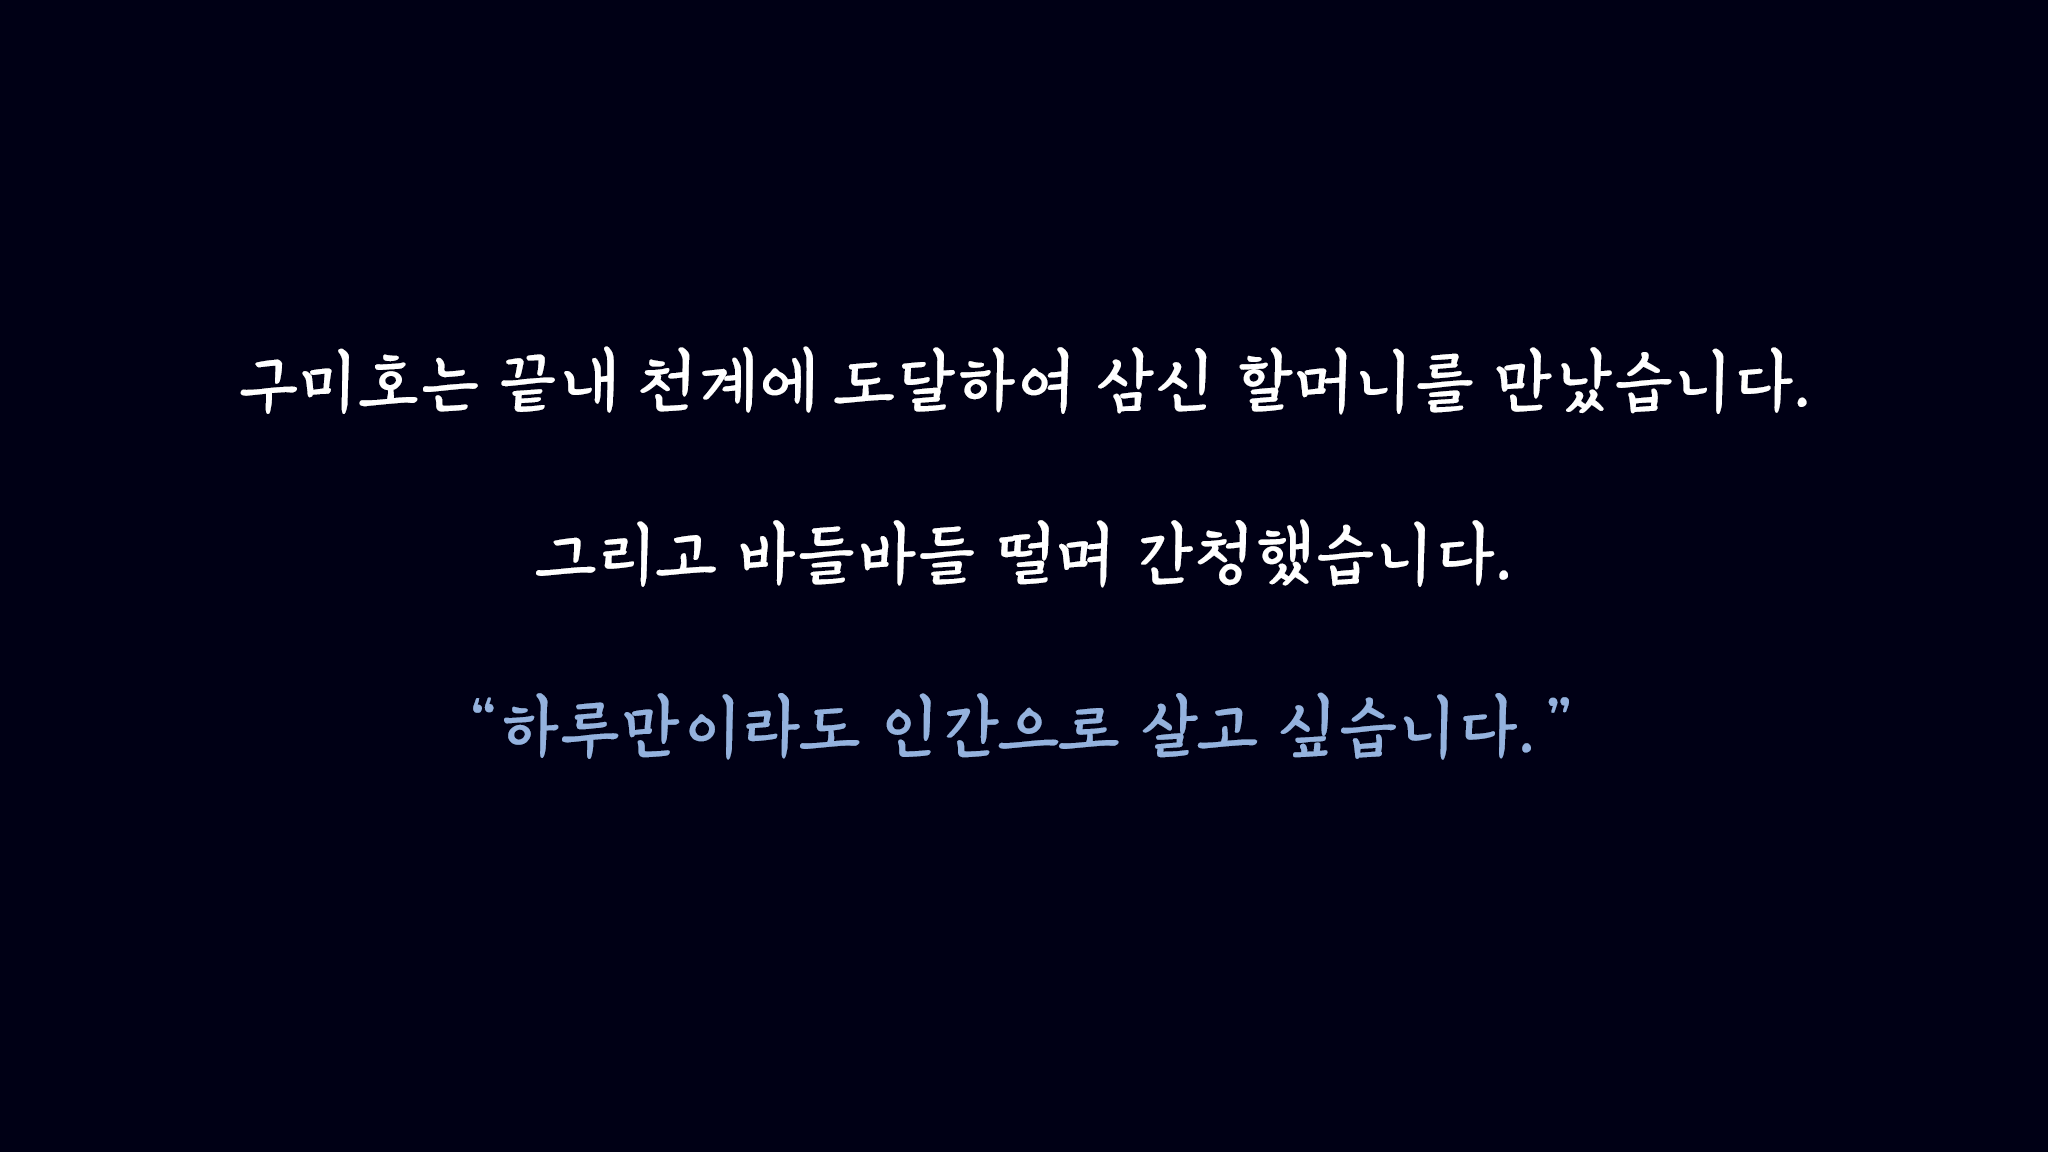 구미호는 끝내 천계에 도달하여 삼신 할머니를 만났습니다.
그리고 바들바들 떨며 간청했습니다.
“하루만이라도 인간으로 살고 싶습니다.”